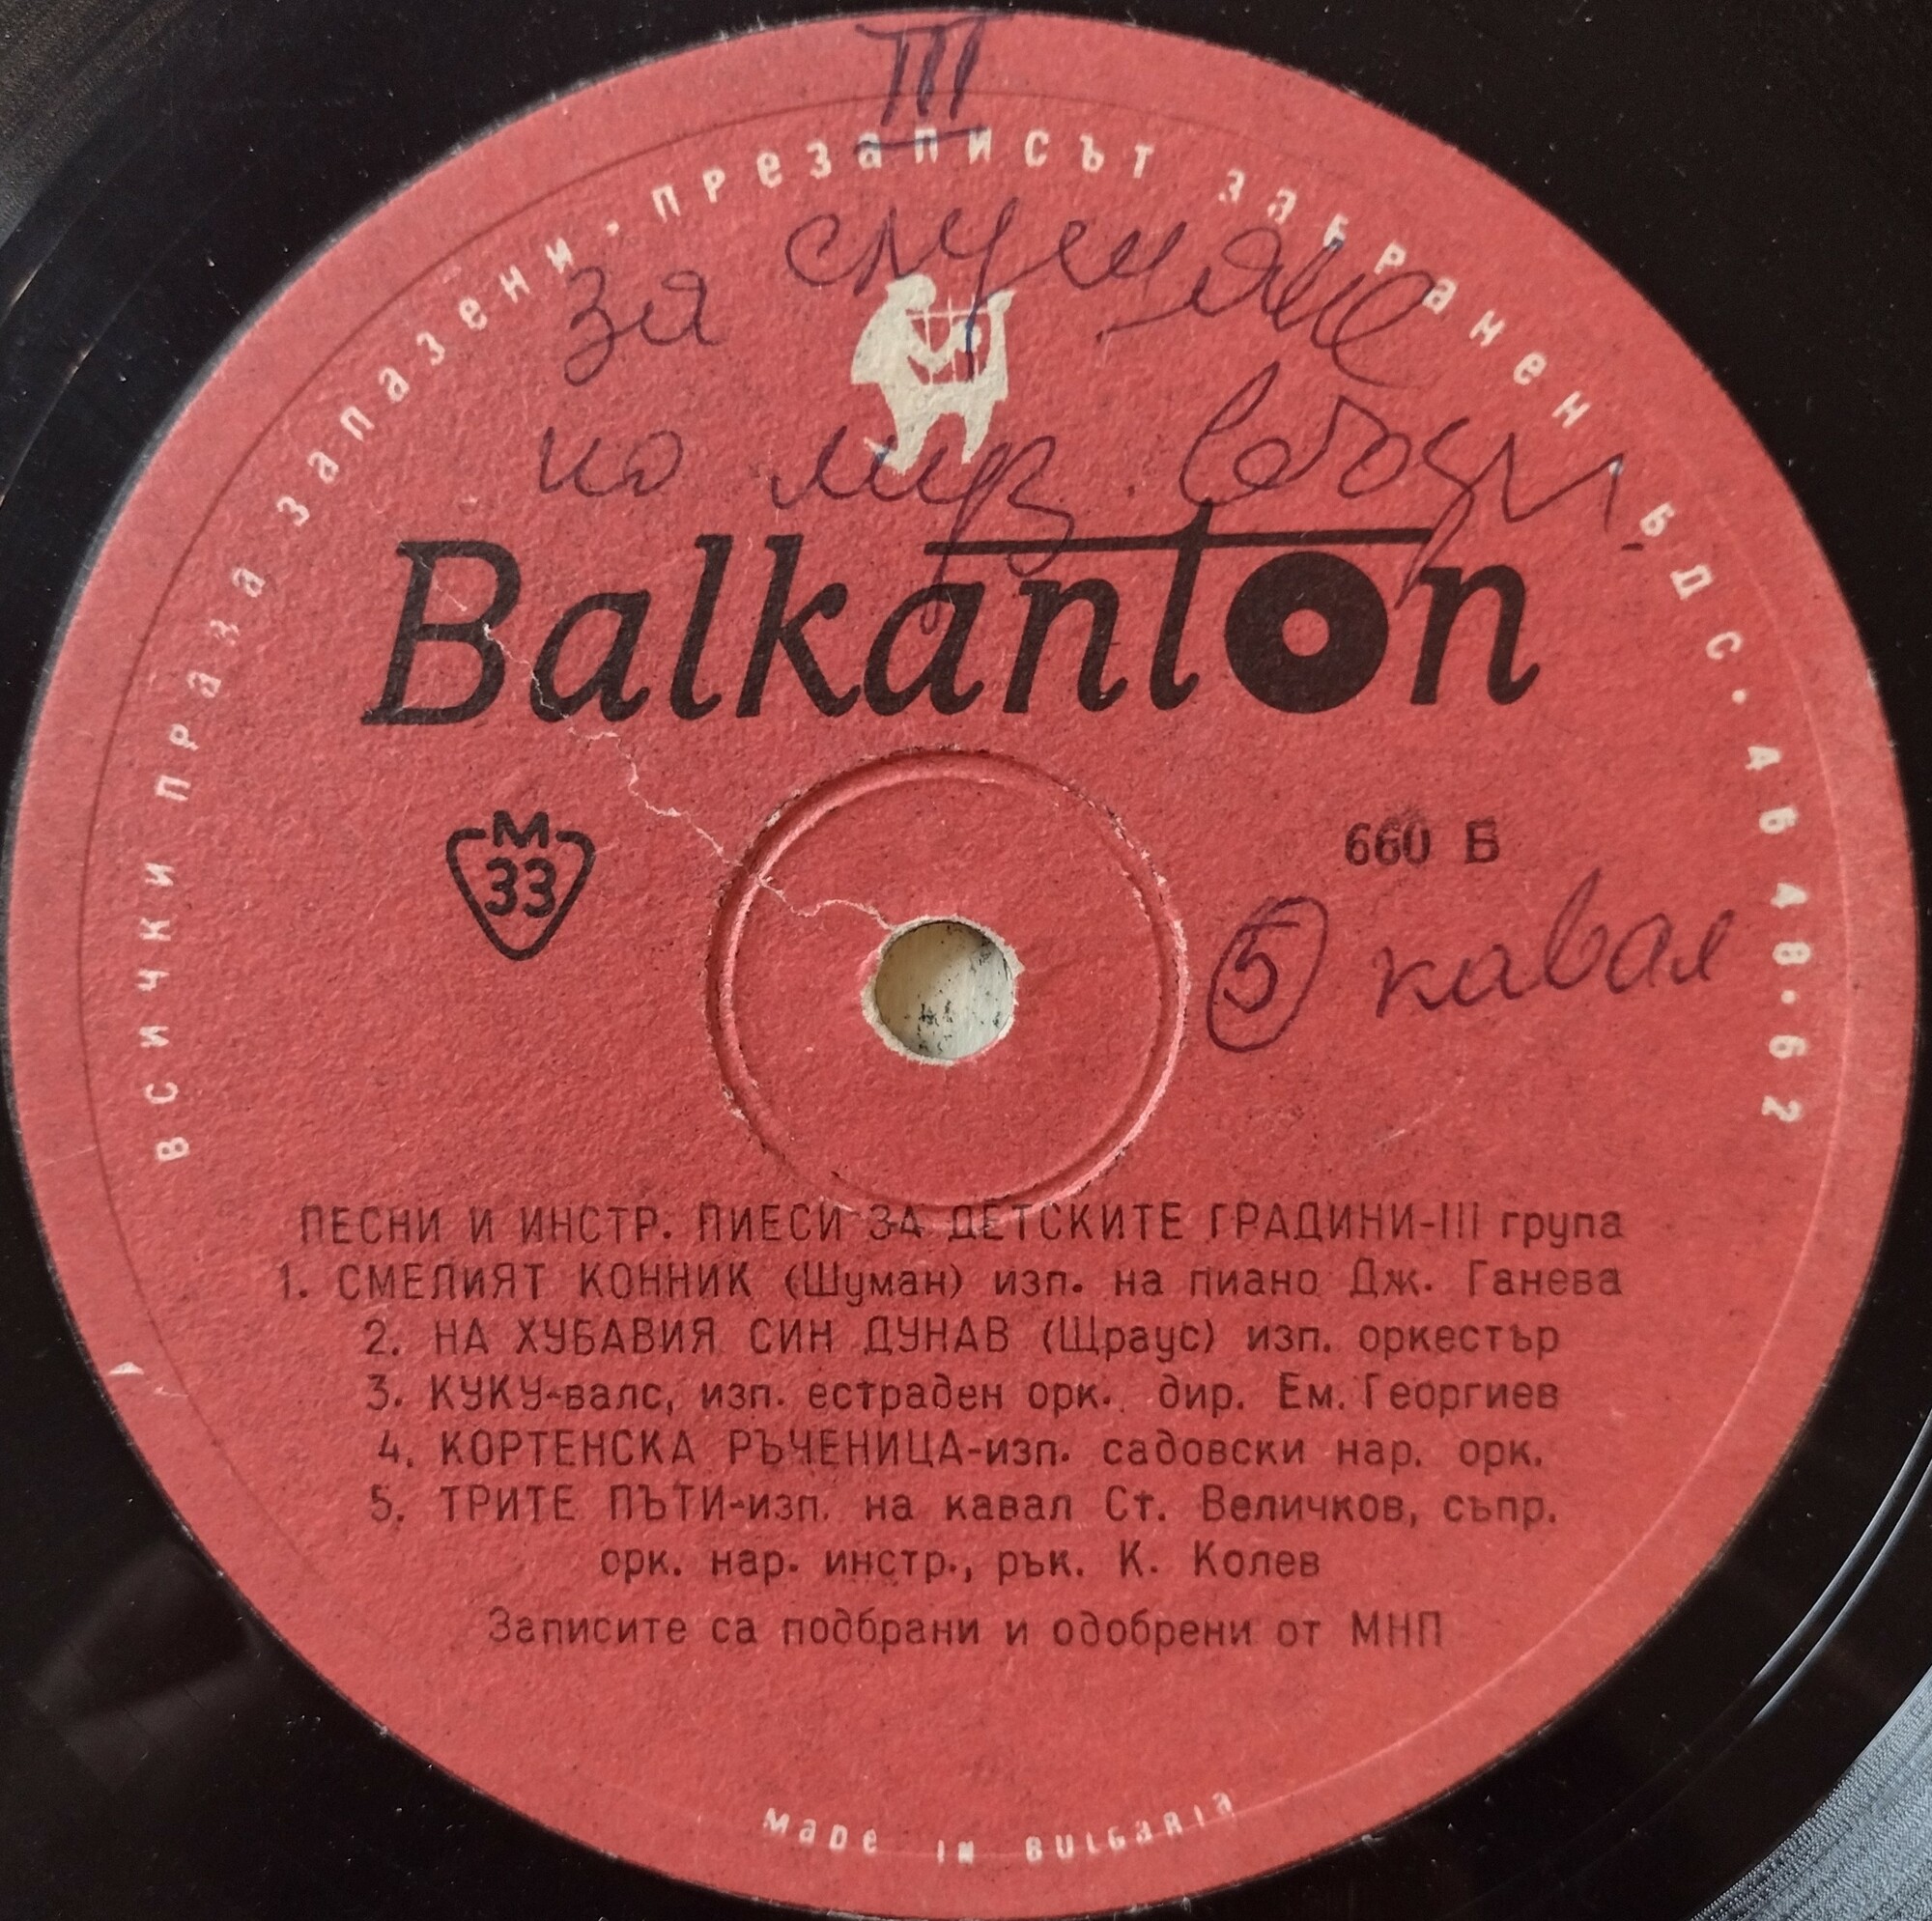 III
ВСИЧКИ ПРАВА ЗАПАЗЕНИ · ПРЕЗАПИСЪТ ЗАБРАНЕН · БДС · 4648·62
за слушане
по муз.
Balkanton
М
33
660 Б
5 кавал
ПЕСНИ И ИНСТР. ПИЕСИ ЗА ДЕТСКИТЕ ГРАДИНИ-III група
1. СМЕЛИЯТ КОННИК (Шуман) изп. на пиано Дж. Ганева
2. НА ХУБАВИЯ СИН ДУНАВ (Щраус) изп. оркестър
3. КУКУ-валс, изп. естраден орк. дир. Ем. Георгиев
4. КОРТЕНСКА РЪЧЕНИЦА-изп. садовски нар. орк.
5. ТРИТЕ ПЪТИ-изп. на кавал Ст. Величков, съпр.
орк. нар. инстр., рък. К. Колев
Записите са подбрани и одобрени от МНП
MADE IN BULGARIA